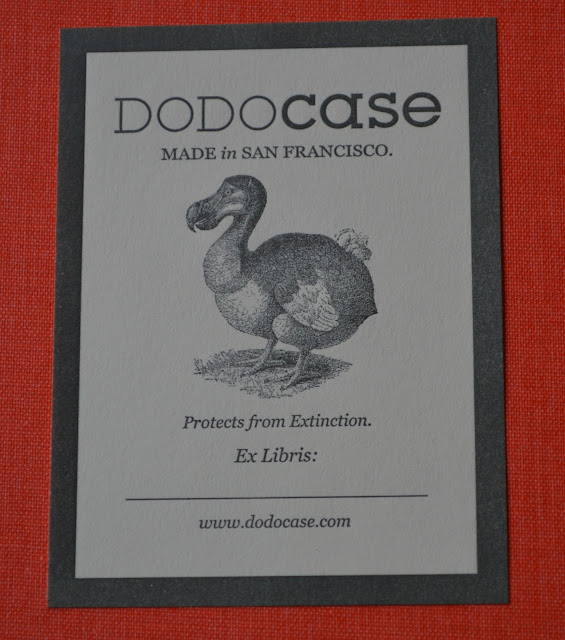 DODOcase
MADE in SAN FRANCISCO.
Protects from Extinction.
Ex Libris:
www.dodocase.com